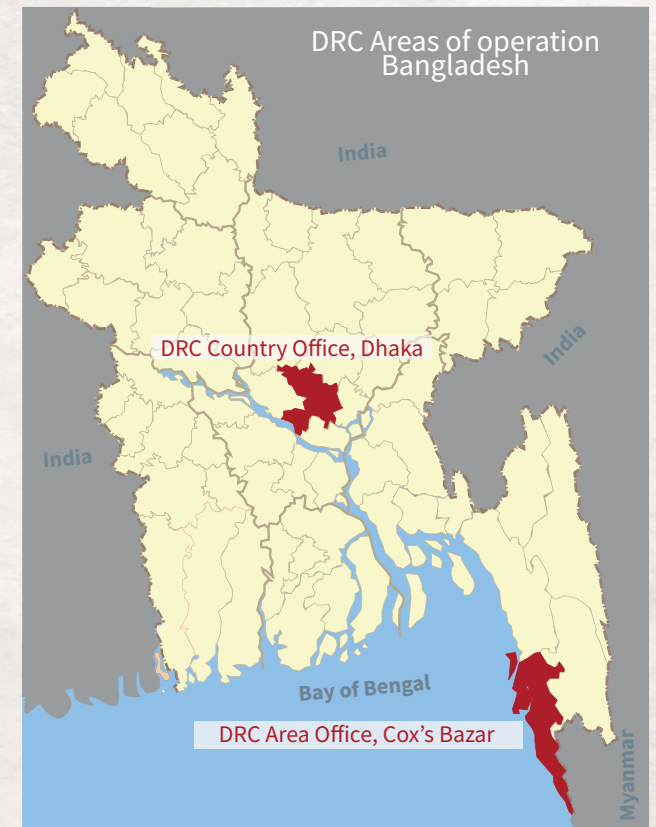 DRC Areas of operation
Bangladesh
India
India
DRC Country Office, Dhaka
India
Bay of Bengal
DRC Area Office, Cox’s Bazar
Myanmar